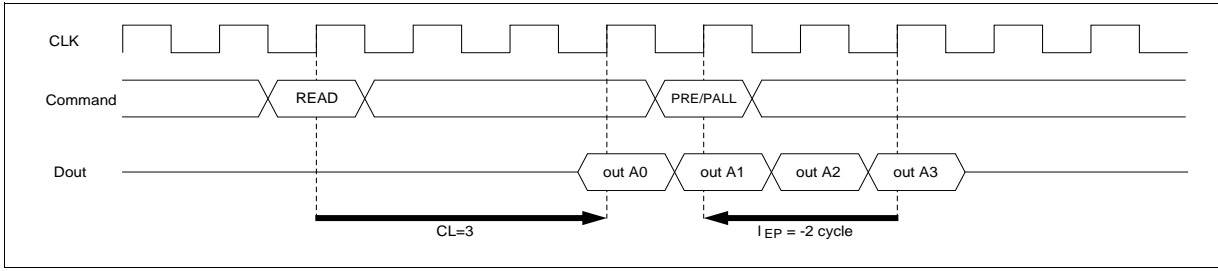 CLK
Command
READ
PRE/PALL
Dout
out A0
out A1
out A2
out A3
CL=3
l EP = -2 cycle